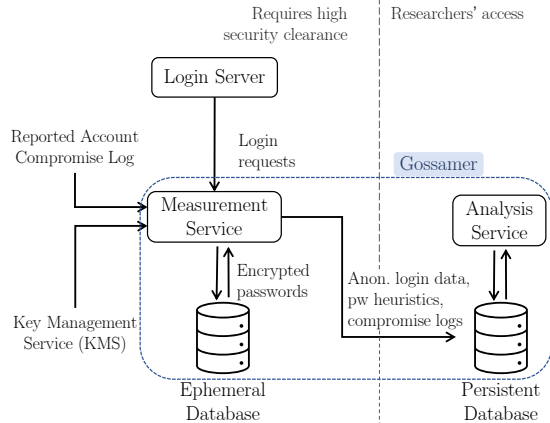 Requires high
security clearance
Researchers' access
Login Server
Reported Account
Compromise Log
Login
requests
Gossamer
Measurement
Service
Analysis
Service
Encrypted
passwords
Anon. login data,
pw heuristics,
compromise logs
Key Management
Service (KMS)
Ephemeral
Database
Persistent
Database